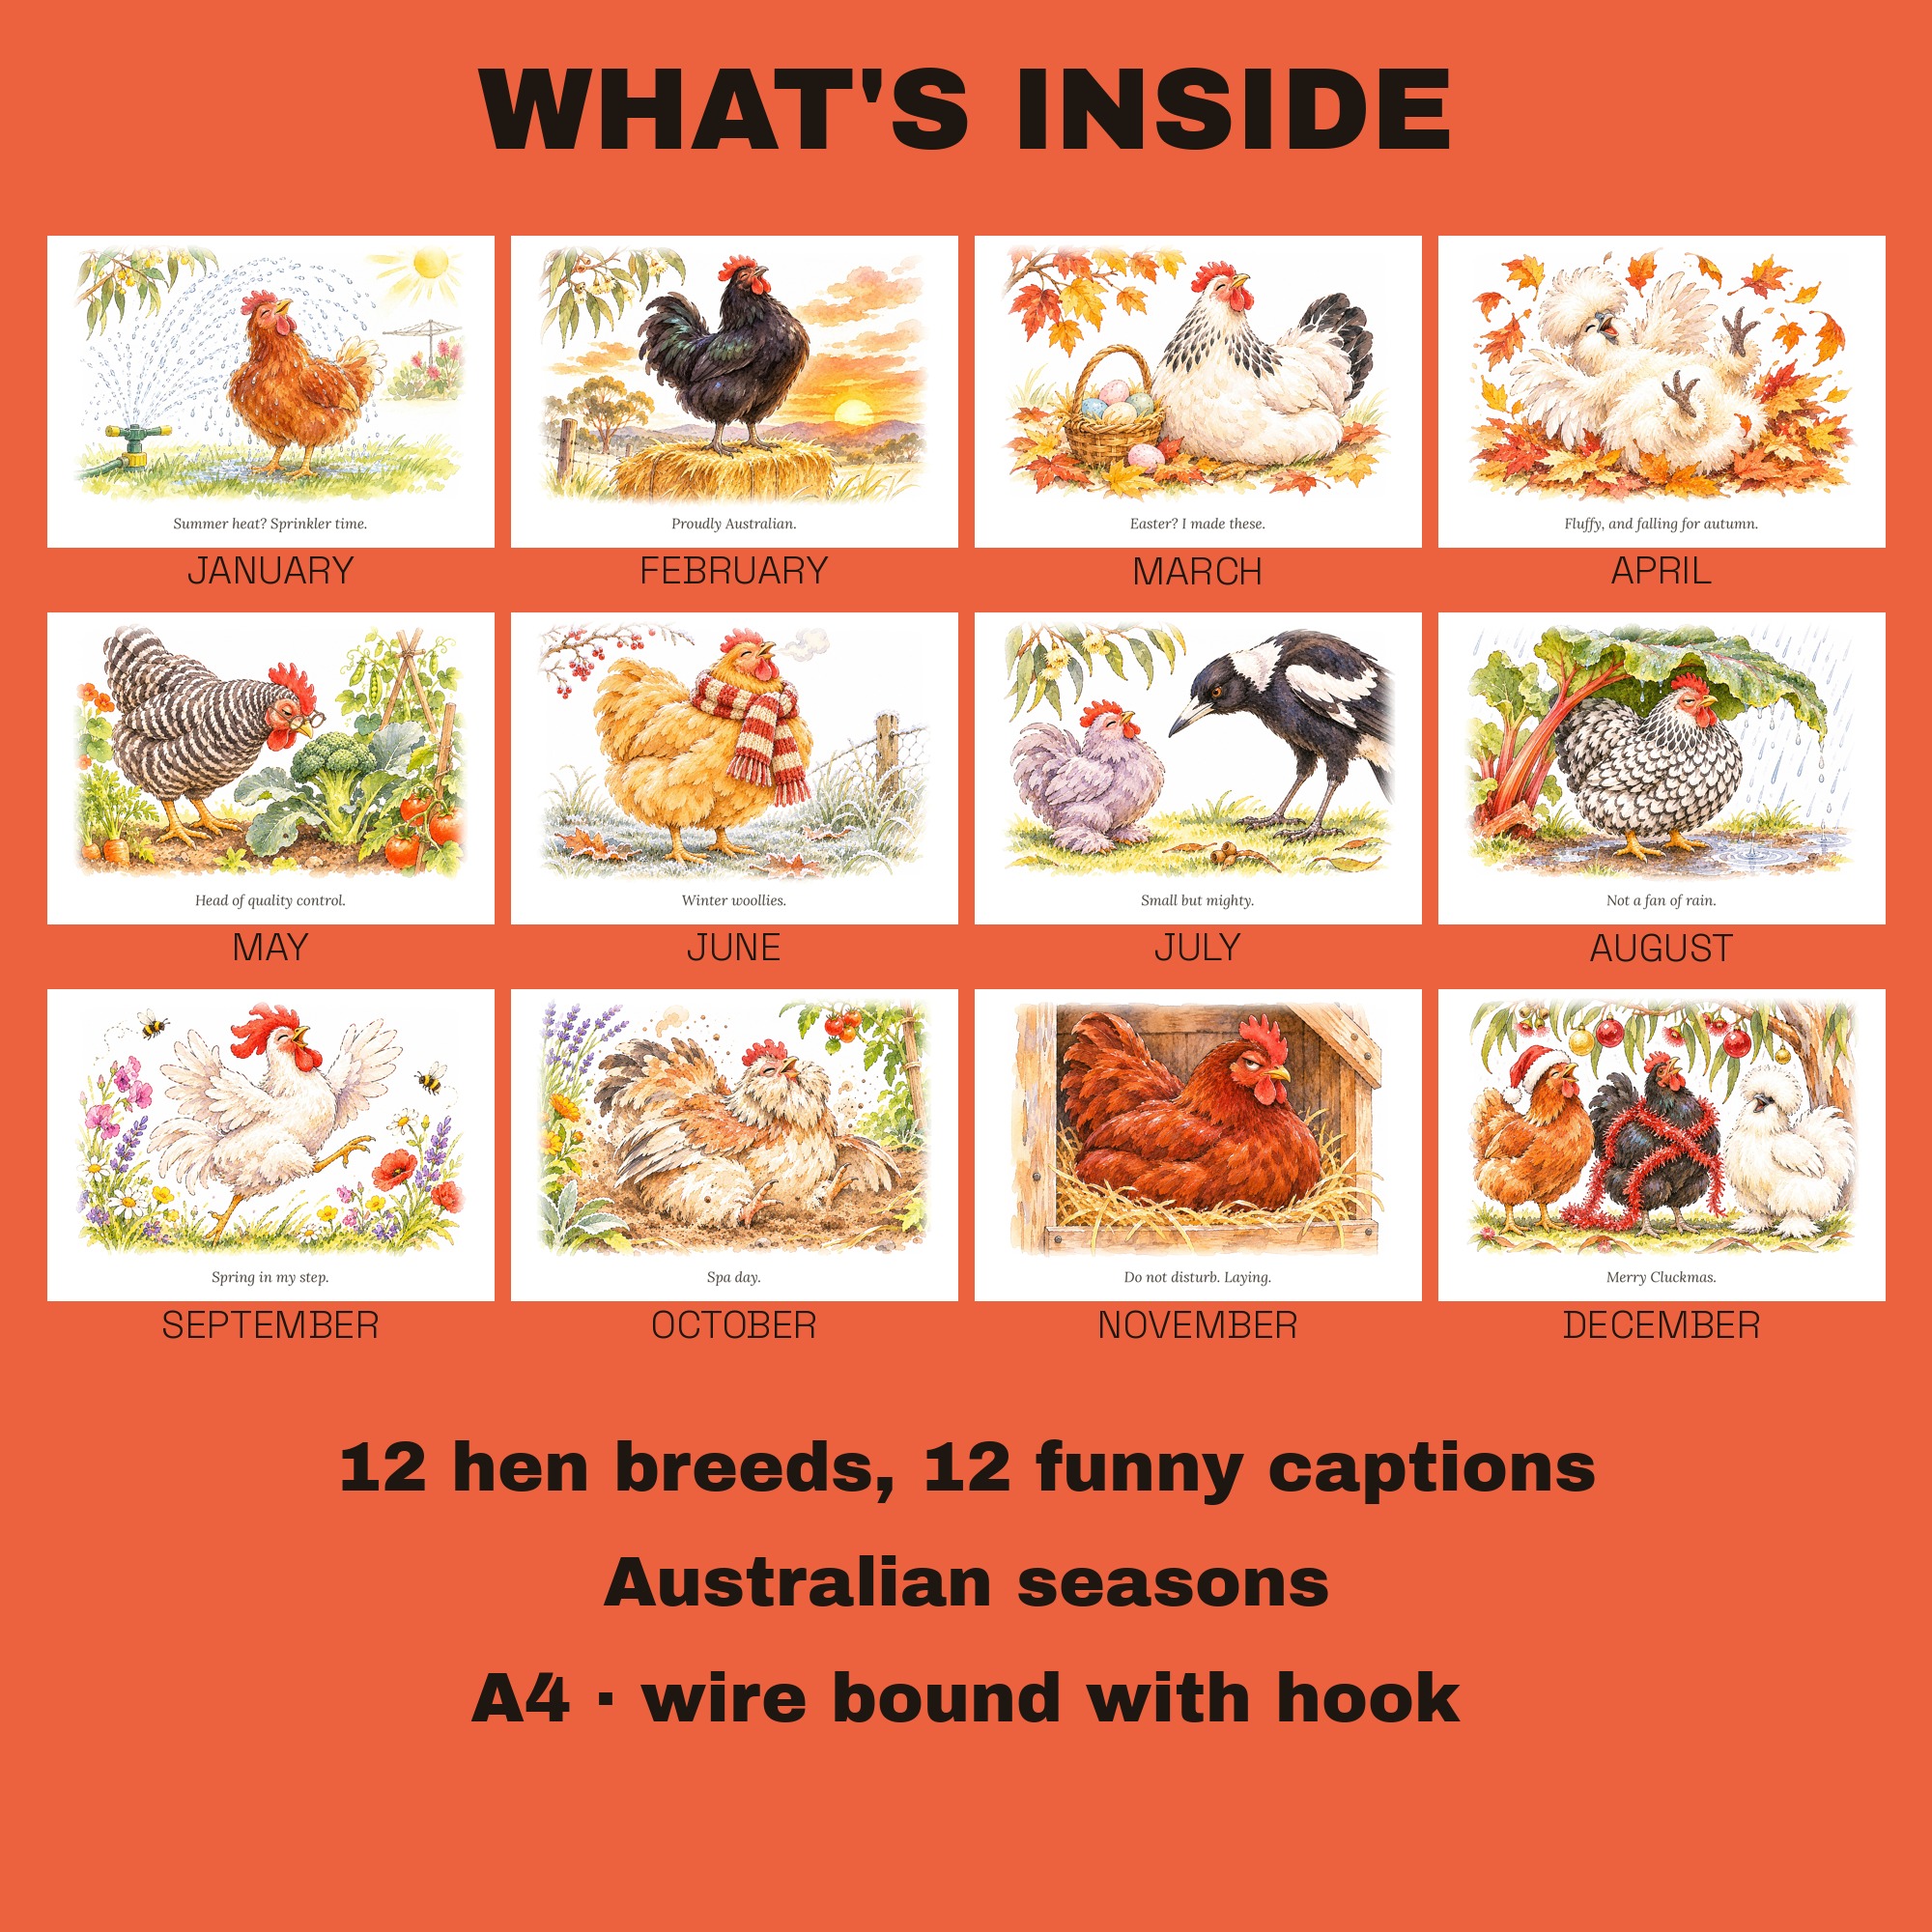 WHAT'S INSIDE
Summer heat? Sprinkler time.
JANUARY
Proudly Australian.
FEBRUARY
Easter? I made these.
MARCH
Fluffy, and falling for autumn.
APRIL
Head of quality control.
MAY
Winter woollies.
JUNE
Small but mighty.
JULY
Not a fan of rain.
AUGUST
Spring in my step.
SEPTEMBER
Spa day.
OCTOBER
Do not disturb. Laying.
NOVEMBER
Merry Cluckmas.
DECEMBER
12 hen breeds, 12 funny captions
Australian seasons
A4 · wire bound with hook